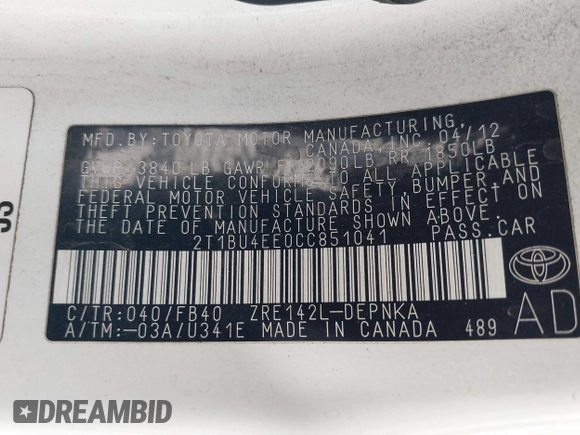 MFD.BY:TOYOTA MOTOR MANUFACTURING,
CANADA, INC. 04/12
GVWR 3840 LB GAWR FR 2090LB RR 1850LB
THIS VEHICLE CONFORMS TO ALL APPLICABLE
FEDERAL MOTOR VEHICLE SAFETY, BUMPER AND
THEFT PREVENTION STANDARDS IN EFFECT ON
THE DATE OF MANUFACTURE SHOWN ABOVE.
2T1BU4EE0CC851041 PASS.CAR
C/TR:040/FB40 ZRE142L-DEPNKA
A/TM:-03A/U341E MADE IN CANADA 489
TOYOTA
AD
DREAMBID